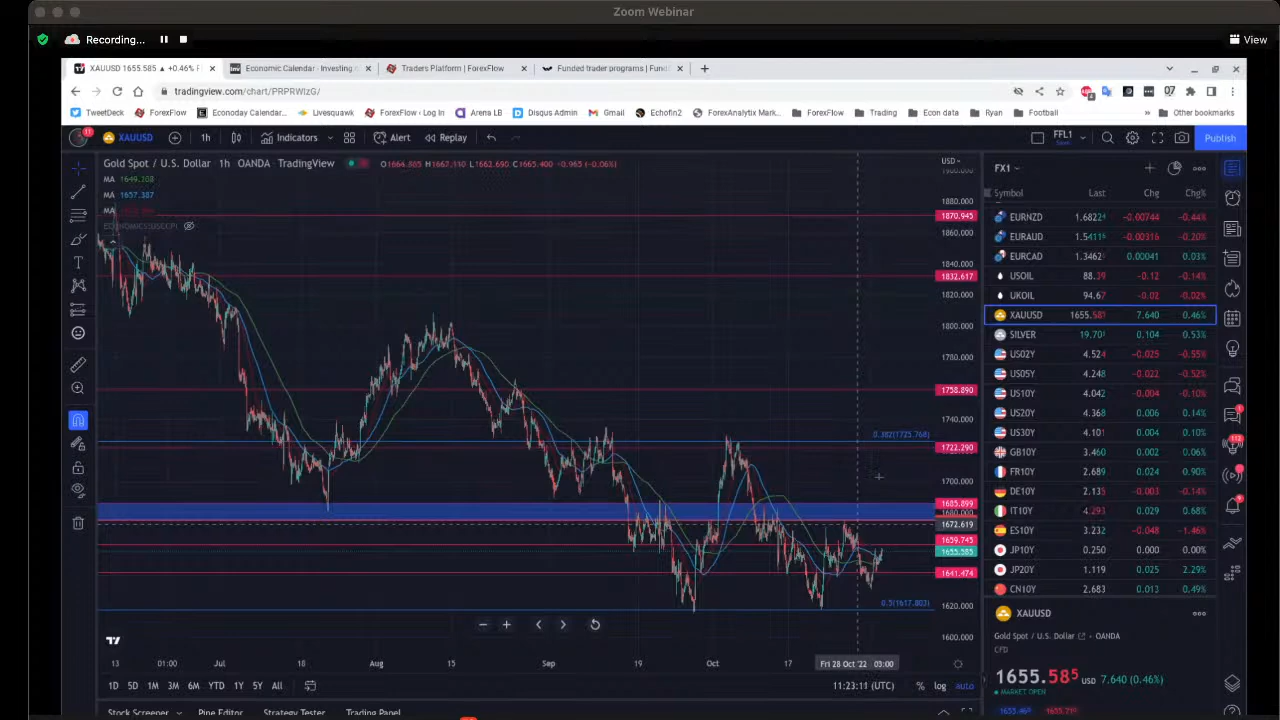 Zoom Webinar
Recording...
View
XAUUSD 1655.585 ▲ +0.46% F
Economic Calendar - Investing.c
Traders Platform | ForexFlow
Funded trader programs | Fund
tradingview.com/chart/PRPRWlzG/
TweetDeck
ForexFlow
Econoday Calendar...
Livesquawk
ForexFlow - Log In
Arena LB
Disqus Admin
Gmail
Echofin2
ForexAnalytix Mark...
ForexFlow
Trading
Econ data
Ryan
Football
Other bookmarks
11
XAUUSD
1h
Indicators
Alert
Replay
FFL1
Save
Publish
Gold Spot / U.S. Dollar 1h OANDA TradingView
O1664.885 H1667.110 L1662.690 C1665.400 -0.965 (-0.06%)
MA 1649.208
MA 1657.387
MA
ECONOMICS:USCCPI
USD
1880.000
1870.945
1860.000
1840.000
1832.617
1820.000
1800.000
1780.000
1758.890
1740.000
0.382(1725.768)
1722.290
1700.000
1685.899
1680.000
1672.619
1659.745
1655.585
1641.474
0.5(1617.803)
1620.000
1600.000
13
01:00
Jul
18
Aug
15
Sep
19
Oct
17
Fri 28 Oct '22 03:00
1D 5D 1M 3M 6M YTD 1Y 5Y All
11:23:11 (UTC)
% log auto
Stock Screener
Pine Editor
Strategy Tester
Trading Panel
FX1
Symbol Last Chg Chg%
EURNZD 1.68224 -0.00744 -0.44%
EURAUD 1.54116 -0.00316 -0.20%
EURCAD 1.3462 0.00041 0.03%
USOIL 88.39 -0.12 -0.14%
UKOIL 94.67 -0.02 -0.02%
XAUUSD 1655.585 7.640 0.46%
SILVER 19.701 0.104 0.53%
US02Y 4.524 -0.025 -0.55%
US05Y 4.248 -0.022 -0.52%
US10Y 4.042 -0.004 -0.10%
US20Y 4.368 0.006 0.14%
US30Y 4.101 0.004 0.10%
GB10Y 3.460 0.002 0.06%
FR10Y 2.689 0.024 0.90%
DE10Y 2.135 -0.003 -0.14%
IT10Y 4.293 0.029 0.68%
ES10Y 3.232 -0.048 -1.46%
JP10Y 0.250 0.000 0.00%
JP20Y 1.119 0.025 2.29%
CN10Y 2.683 0.013 0.49%
XAUUSD
Gold Spot / U.S. Dollar OANDA
CFD
1655.585 USD 7.640 (0.46%)
MARKET OPEN
112